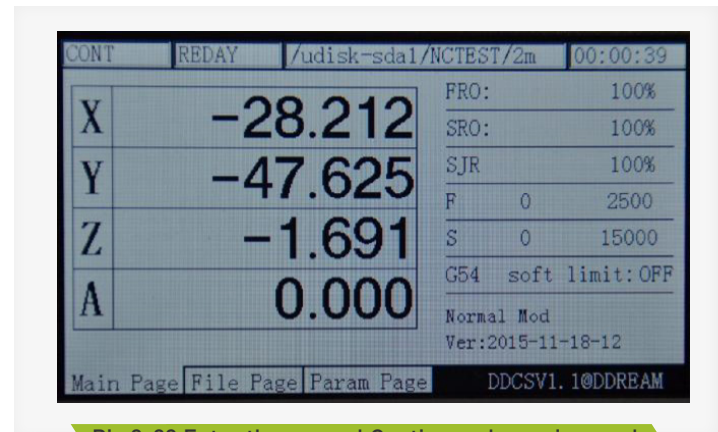 CONT REDAY /udisk-sda1/NCTEST/2m 00:00:39
X -28.212
Y -47.625
Z -1.691
A 0.000
FRO: 100%
SRO: 100%
SJR 100%
F 0 2500
S 0 15000
G54 soft limit:OFF
Normal Mod
Ver:2015-11-18-12
Main Page File Page Param Page DDCSV1.1@DDREAM